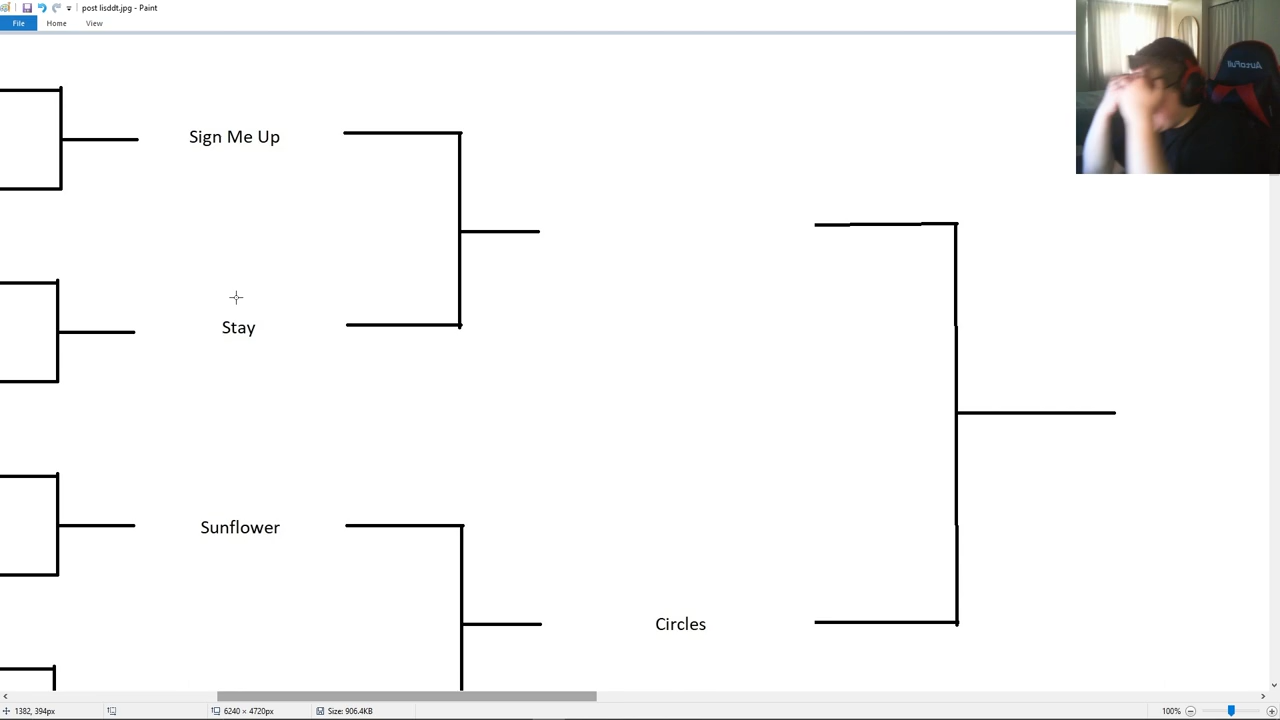 post lisddt.jpg - Paint
File Home View
AutoFull
Sign Me Up
Stay
Sunflower
Circles
1382, 394px 6240 × 4720px Size: 906.4KB 100%